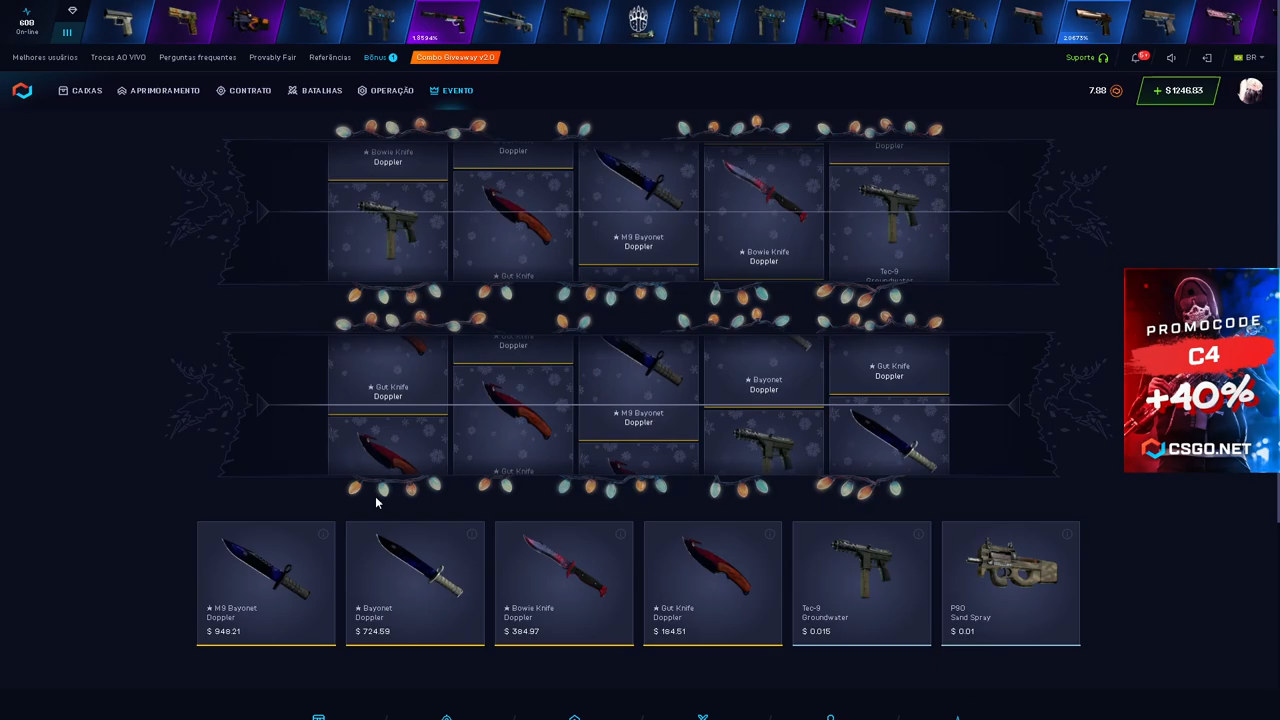 608
On-line
1.8594%
2.0673%
Melhores usuários
Trocas AO VIVO
Perguntas frequentes
Provably Fair
Referências
Bônus 1
Combo Giveaway v2.0
Suporte
5+
BR
CAIXAS
APRIMORAMENTO
CONTRATO
BATALHAS
OPERAÇÃO
EVENTO
7.88
+ $ 1246.83
★ Bowie Knife
Doppler
Doppler
★ Gut Knife
★ M9 Bayonet
Doppler
★ Bowie Knife
Doppler
Doppler
Tec-9
Groundwater
★ Gut Knife
Doppler
★ Gut Knife
Doppler
★ Gut Knife
★ M9 Bayonet
Doppler
★ Bayonet
Doppler
★ Gut Knife
Doppler
PROMOCODE
C4
+40%
CSGO.NET
★ M9 Bayonet
Doppler
$ 948.21
★ Bayonet
Doppler
$ 724.59
★ Bowie Knife
Doppler
$ 384.97
★ Gut Knife
Doppler
$ 184.51
Tec-9
Groundwater
$ 0.015
P90
Sand Spray
$ 0.01